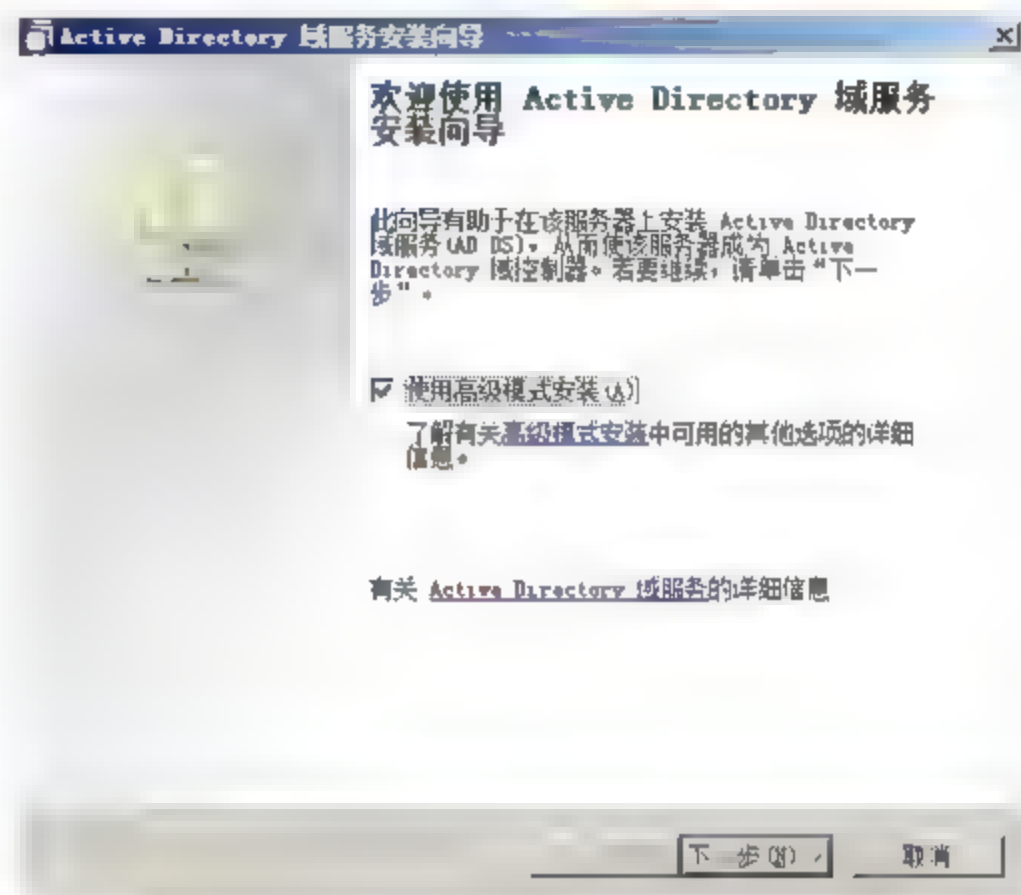 Active Directory 域服务安装向导
欢迎使用 Active Directory 域服务
安装向导
此向导有助于在该服务器上安装 Active Directory
域服务(AD DS)，从而使该服务器成为 Active
Directory 域控制器。若要继续，请单击“下一
步”。
使用高级模式安装(A)
了解有关高级模式安装中可用的其他选项的详细
信息。
有关 Active Directory 域服务的详细信息
下一步(N) >
取消